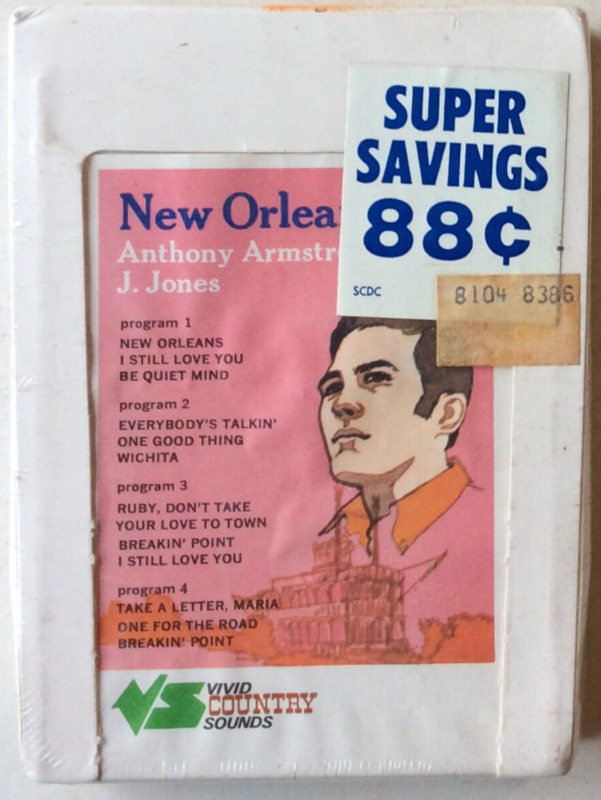 SUPER
SAVINGS
88¢
SCDC
8104 8386
New Orlea
Anthony Armstr
J. Jones
program 1
NEW ORLEANS
I STILL LOVE YOU
BE QUIET MIND
program 2
EVERYBODY'S TALKIN'
ONE GOOD THING
WICHITA
program 3
RUBY, DON'T TAKE
YOUR LOVE TO TOWN
BREAKIN' POINT
I STILL LOVE YOU
program 4
TAKE A LETTER, MARIA
ONE FOR THE ROAD
BREAKIN' POINT
VS VIVID
COUNTRY
SOUNDS